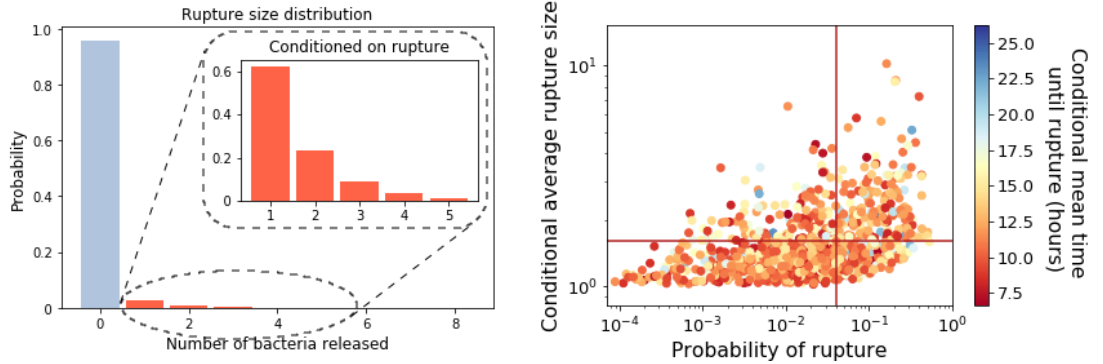 Rupture size distribution
1.0
0.8
0.6
0.4
0.2
0
Probability
0 2 4 6 8
Number of bacteria released
Conditioned on rupture
0.6
0.4
0.2
0
1 2 3 4 5
Conditional average rupture size
10¹
10⁰
10⁻⁴ 10⁻³ 10⁻² 10⁻¹ 10⁰
Probability of rupture
25.0
22.5
20.0
17.5
15.0
12.5
10.0
7.5
Conditional mean time
until rupture (hours)